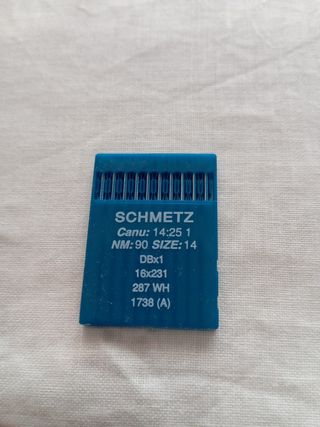 SCHMETZ
Canu: 14:25 1
NM: 90 SIZE: 14
DBx1
16x231
287 WH
1738 (A)